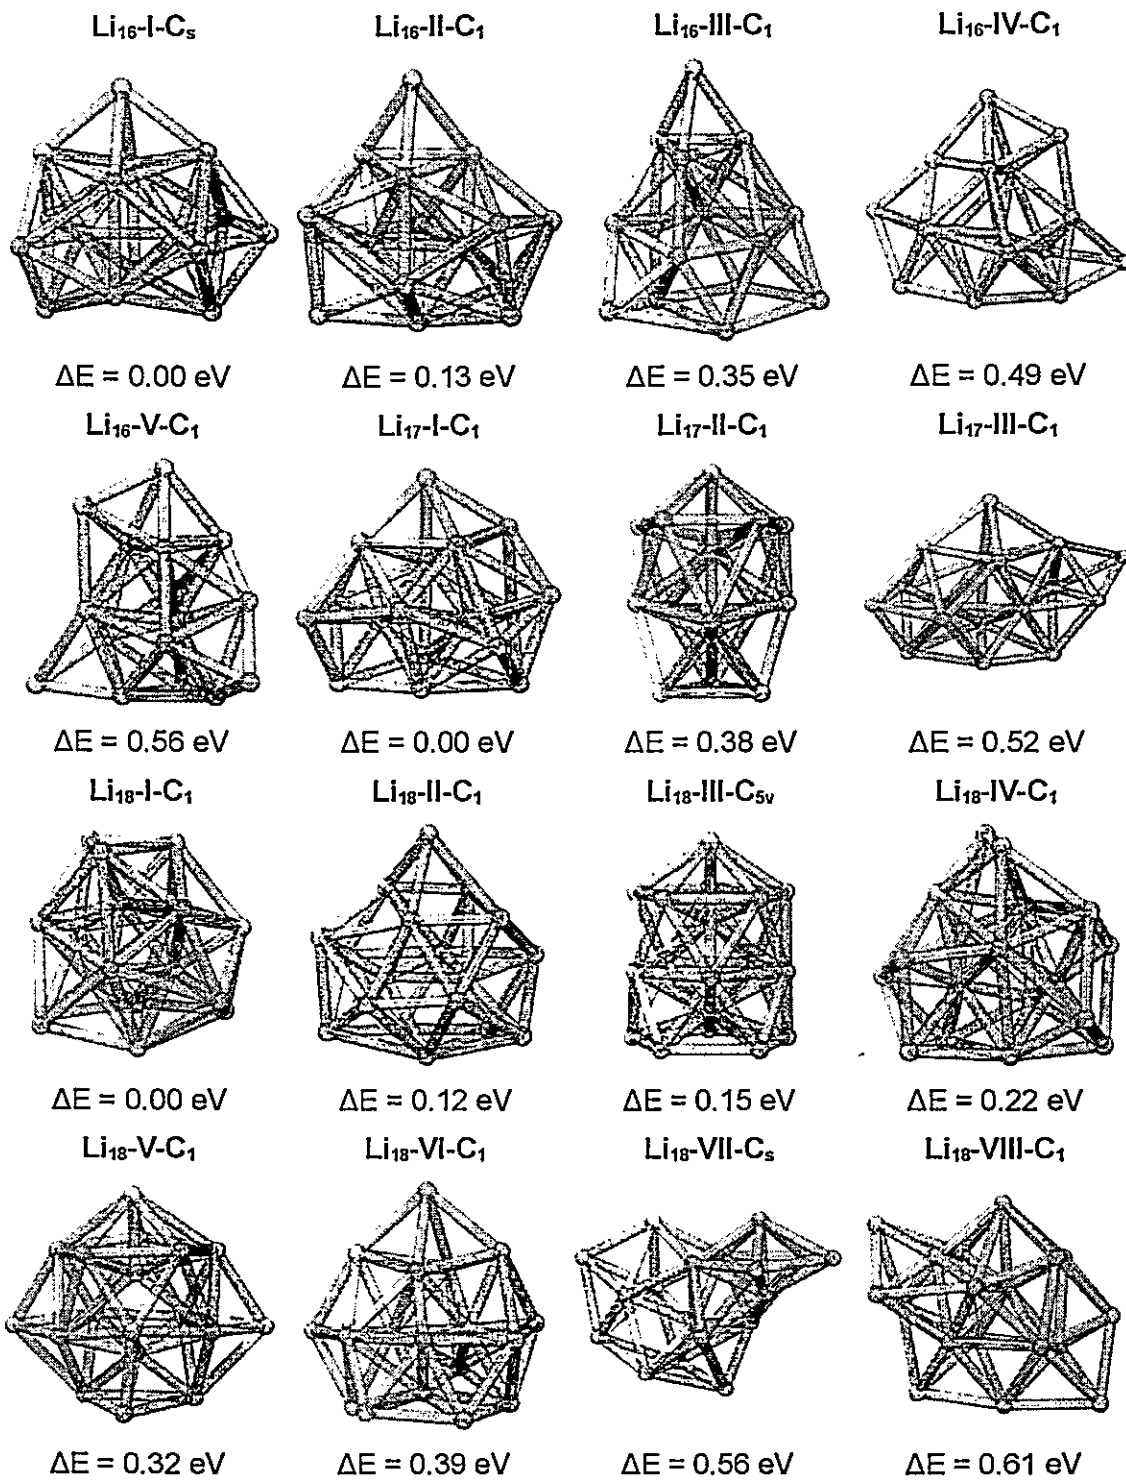 Li₁₆-I-Cₛ Li₁₆-II-C₁ Li₁₆-III-C₁ Li₁₆-IV-C₁
ΔE = 0.00 eV ΔE = 0.13 eV ΔE = 0.35 eV ΔE = 0.49 eV
Li₁₆-V-C₁ Li₁₇-I-C₁ Li₁₇-II-C₁ Li₁₇-III-C₁
ΔE = 0.56 eV ΔE = 0.00 eV ΔE = 0.38 eV ΔE = 0.52 eV
Li₁₈-I-C₁ Li₁₈-II-C₁ Li₁₈-III-C₅ᵥ Li₁₈-IV-C₁
ΔE = 0.00 eV ΔE = 0.12 eV ΔE = 0.15 eV ΔE = 0.22 eV
Li₁₈-V-C₁ Li₁₈-VI-C₁ Li₁₈-VII-Cₛ Li₁₈-VIII-C₁
ΔE = 0.32 eV ΔE = 0.39 eV ΔE = 0.56 eV ΔE = 0.61 eV